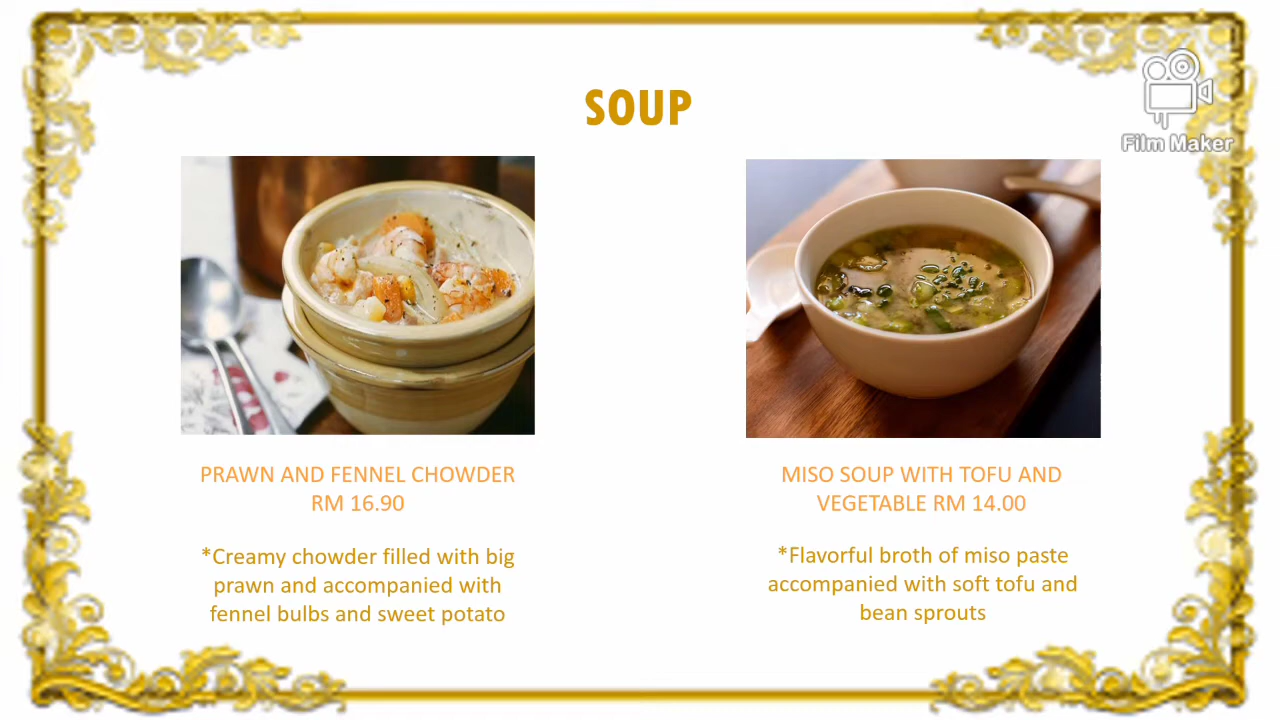 SOUP
Film Maker
PRAWN AND FENNEL CHOWDER
RM 16.90
*Creamy chowder filled with big
prawn and accompanied with
fennel bulbs and sweet potato
MISO SOUP WITH TOFU AND
VEGETABLE RM 14.00
*Flavorful broth of miso paste
accompanied with soft tofu and
bean sprouts